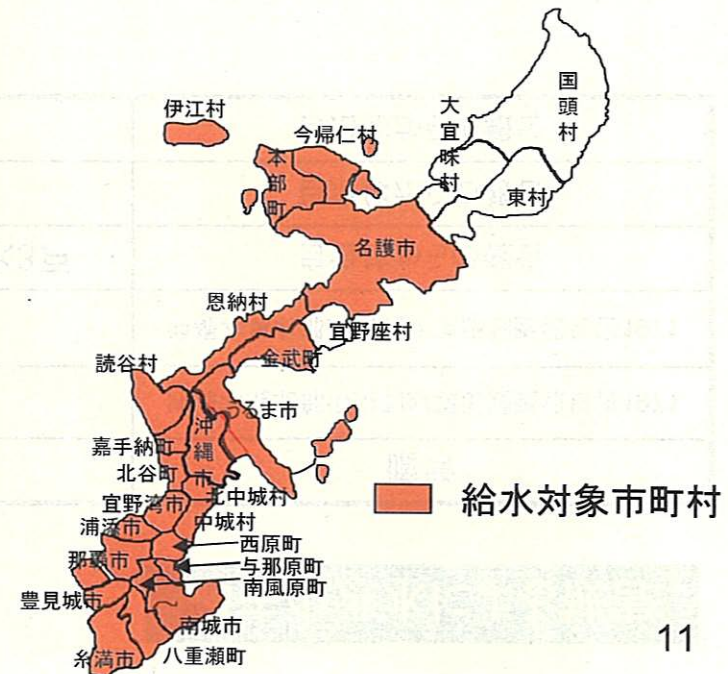 国頭村
大宜味村
東村
伊江村
今帰仁村
本部町
名護市
恩納村
宜野座村
金武町
読谷村
うるま市
沖縄市
嘉手納町
北谷町
北中城村
宜野湾市
中城村
浦添市
西原町
那覇市
与那原町
南風原町
豊見城市
南城市
糸満市
八重瀬町
給水対象市町村
11